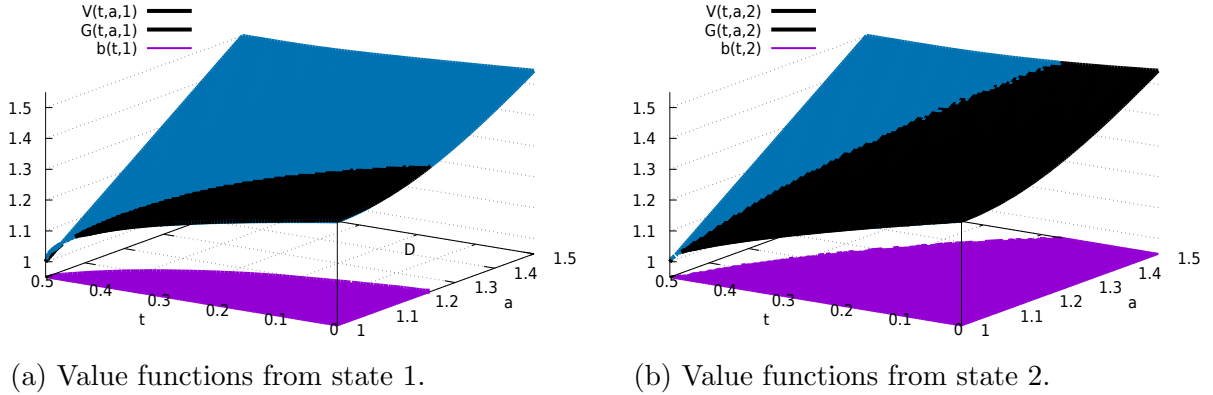 V(t,a,1)
G(t,a,1)
b(t,1)
1.5
1.4
1.3
1.2
1.1
1
0.5
0.4
0.3
0.2
0.1
0
t
1
1.1
1.2
1.3
1.4
1.5
a
D
(a) Value functions from state 1.
V(t,a,2)
G(t,a,2)
b(t,2)
1.5
1.4
1.3
1.2
1.1
1
0.5
0.4
0.3
0.2
0.1
0
t
1
1.1
1.2
1.3
1.4
1.5
a
(b) Value functions from state 2.